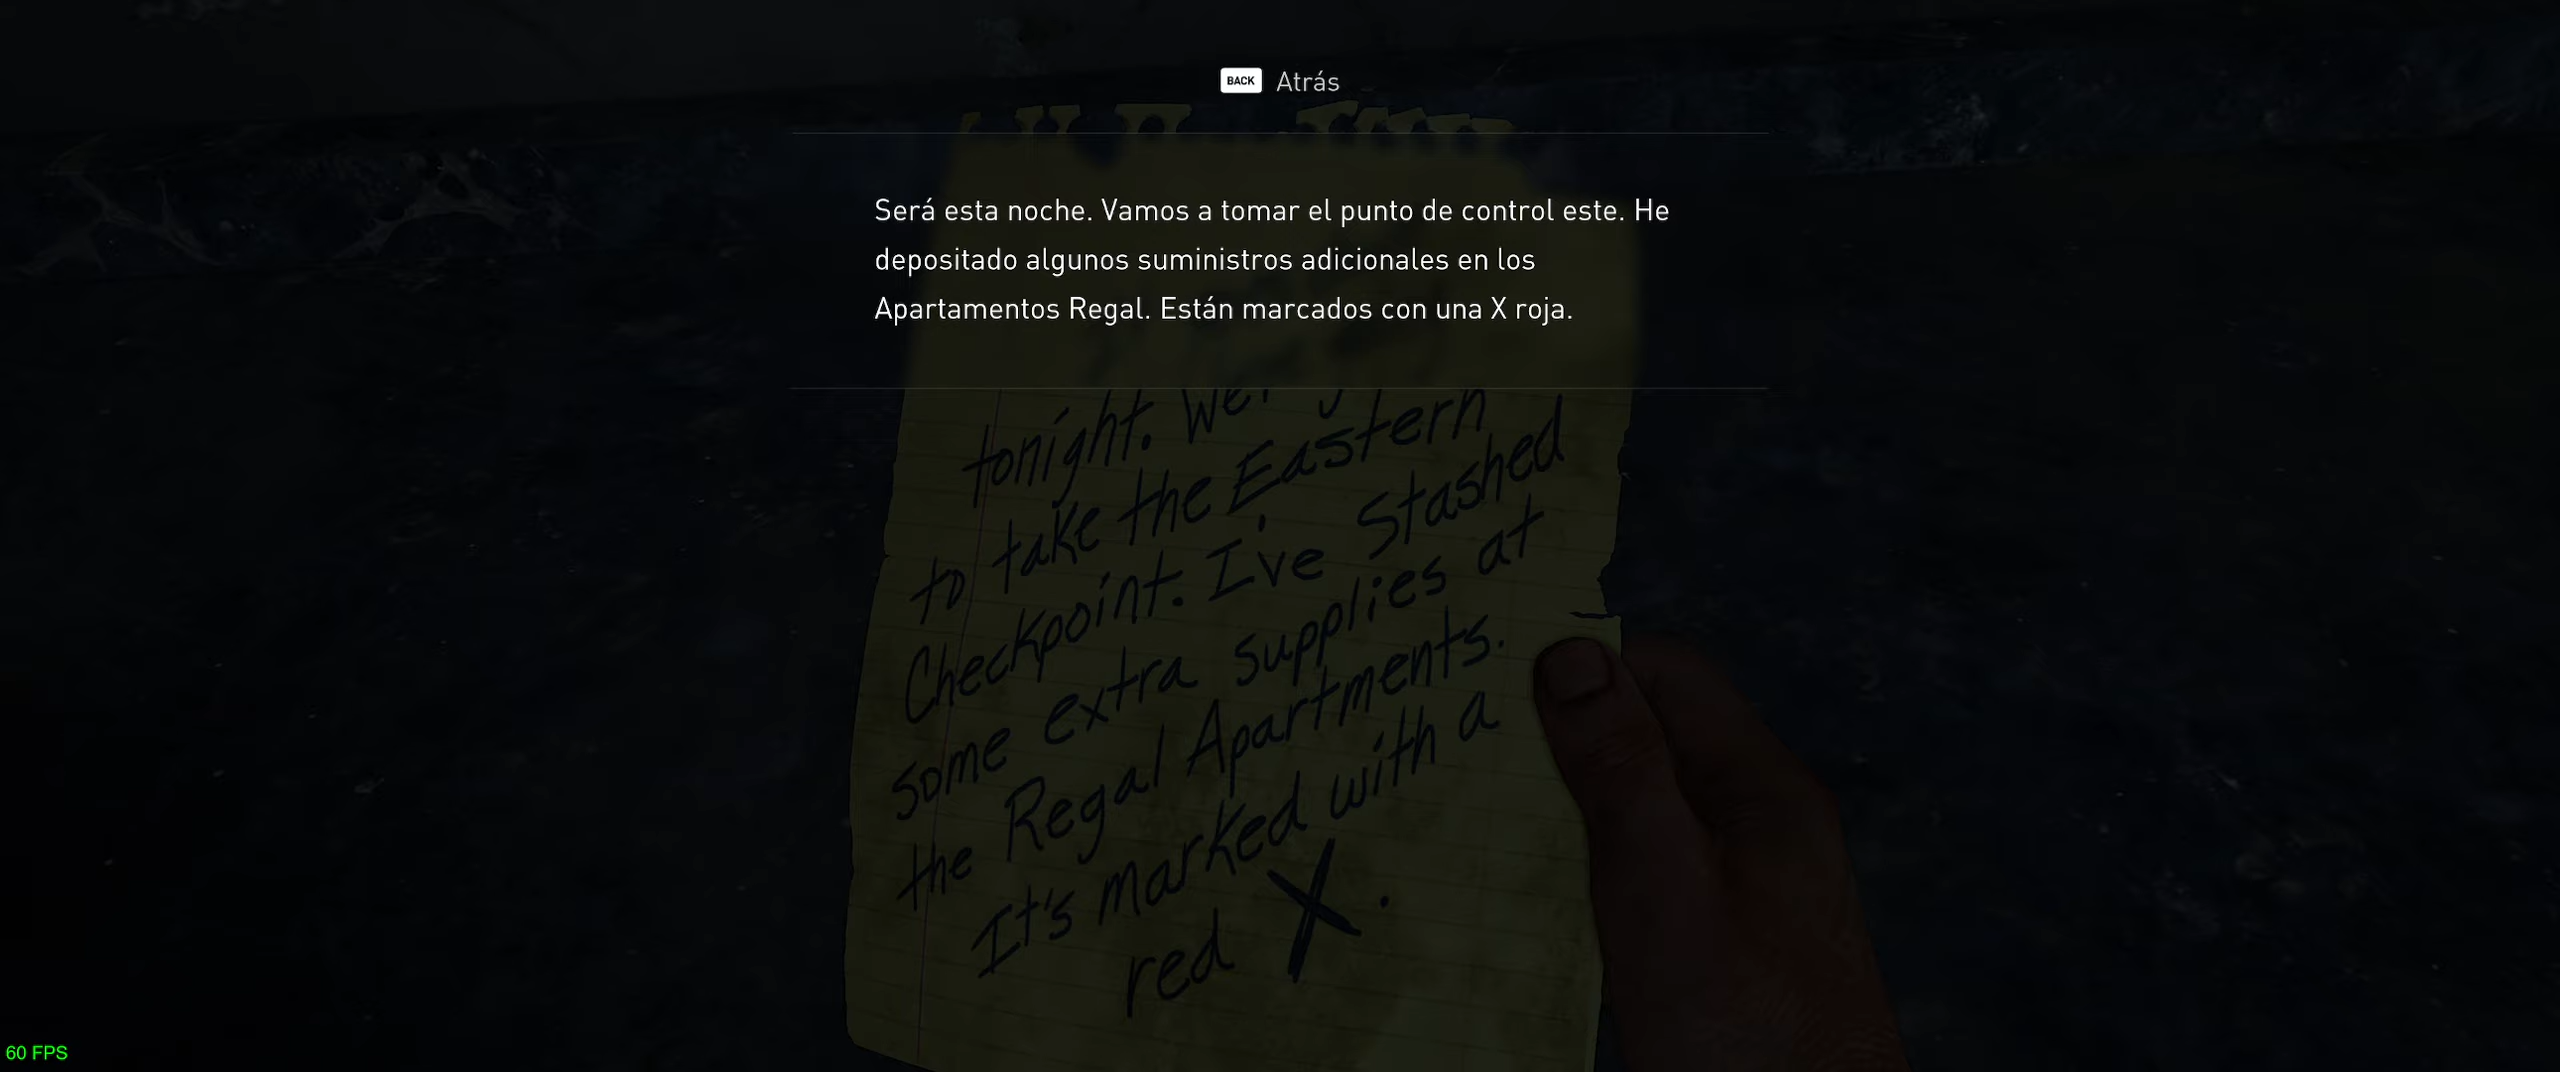 BACK Atrás
Será esta noche. Vamos a tomar el punto de control este. He
depositado algunos suministros adicionales en los
Apartamentos Regal. Están marcados con una X roja.
tonight. We'
to take the Eastern
Checkpoint. I've Stashed
some extra supplies at
the Regal Apartments.
It's marked with a
red X.
60 FPS